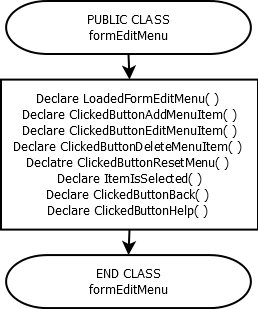 PUBLIC CLASS
formEditMenu
Declare LoadedFormEditMenu( )
Declare ClickedButtonAddMenuItem( )
Declare ClickedButtonEditMenuItem( )
Declare ClickedButtonDeleteMenuItem( )
Declatre ClickedButtonResetMenu( )
Declare ItemIsSelected( )
Declare ClickedButtonBack( )
Declare ClickedButtonHelp( )
END CLASS
formEditMenu